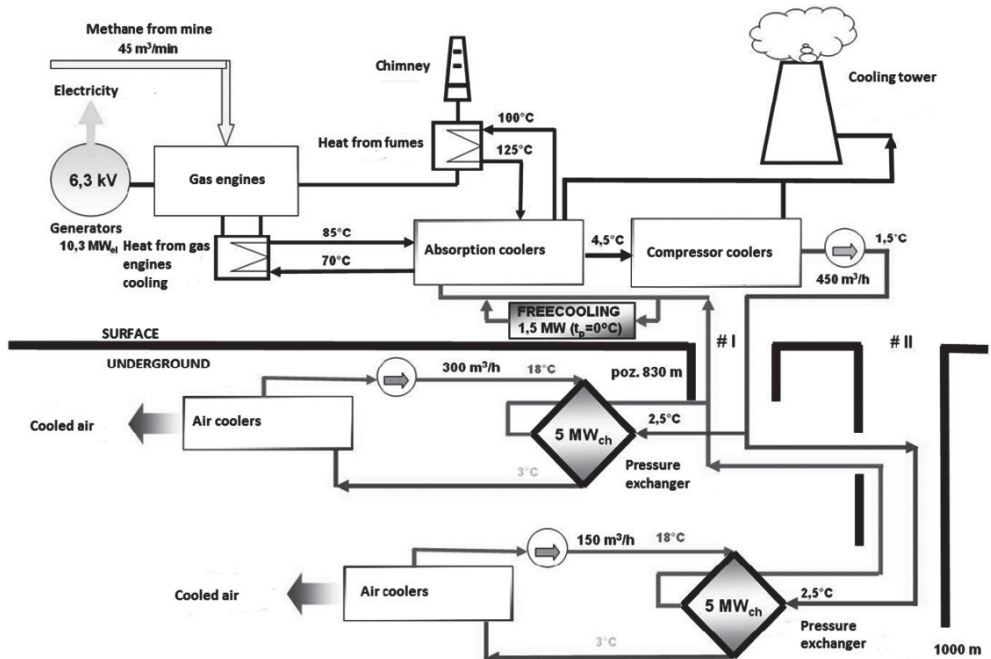 Methane from mine
45 m³/min
Electricity
6,3 kV
Generators
10,3 MWel
Gas engines
Heat from gas
engines
cooling
Chimney
Heat from fumes
100°C
125°C
Cooling tower
85°C
70°C
Absorption coolers
4,5°C
Compressor coolers
1,5°C
450 m³/h
FREECOOLING
1,5 MW (tp=0°C)
SURFACE
UNDERGROUND
# I
# II
poz. 830 m
300 m³/h
18°C
Air coolers
Cooled air
5 MWch
2,5°C
Pressure
exchanger
3°C
150 m³/h
18°C
Air coolers
Cooled air
5 MWch
2,5°C
Pressure
exchanger
3°C
1000 m